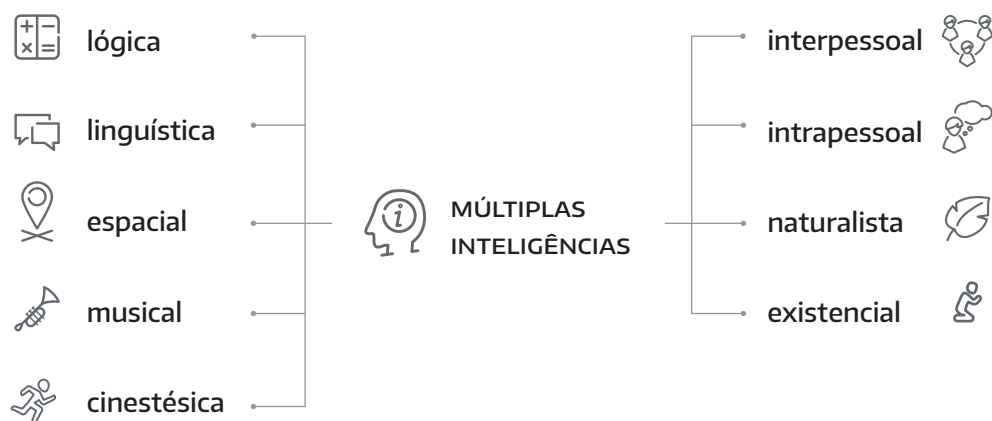 lógica
linguística
espacial
musical
cinestésica
MÚLTIPLAS
INTELIGÊNCIAS
interpessoal
intrapessoal
naturalista
existencial